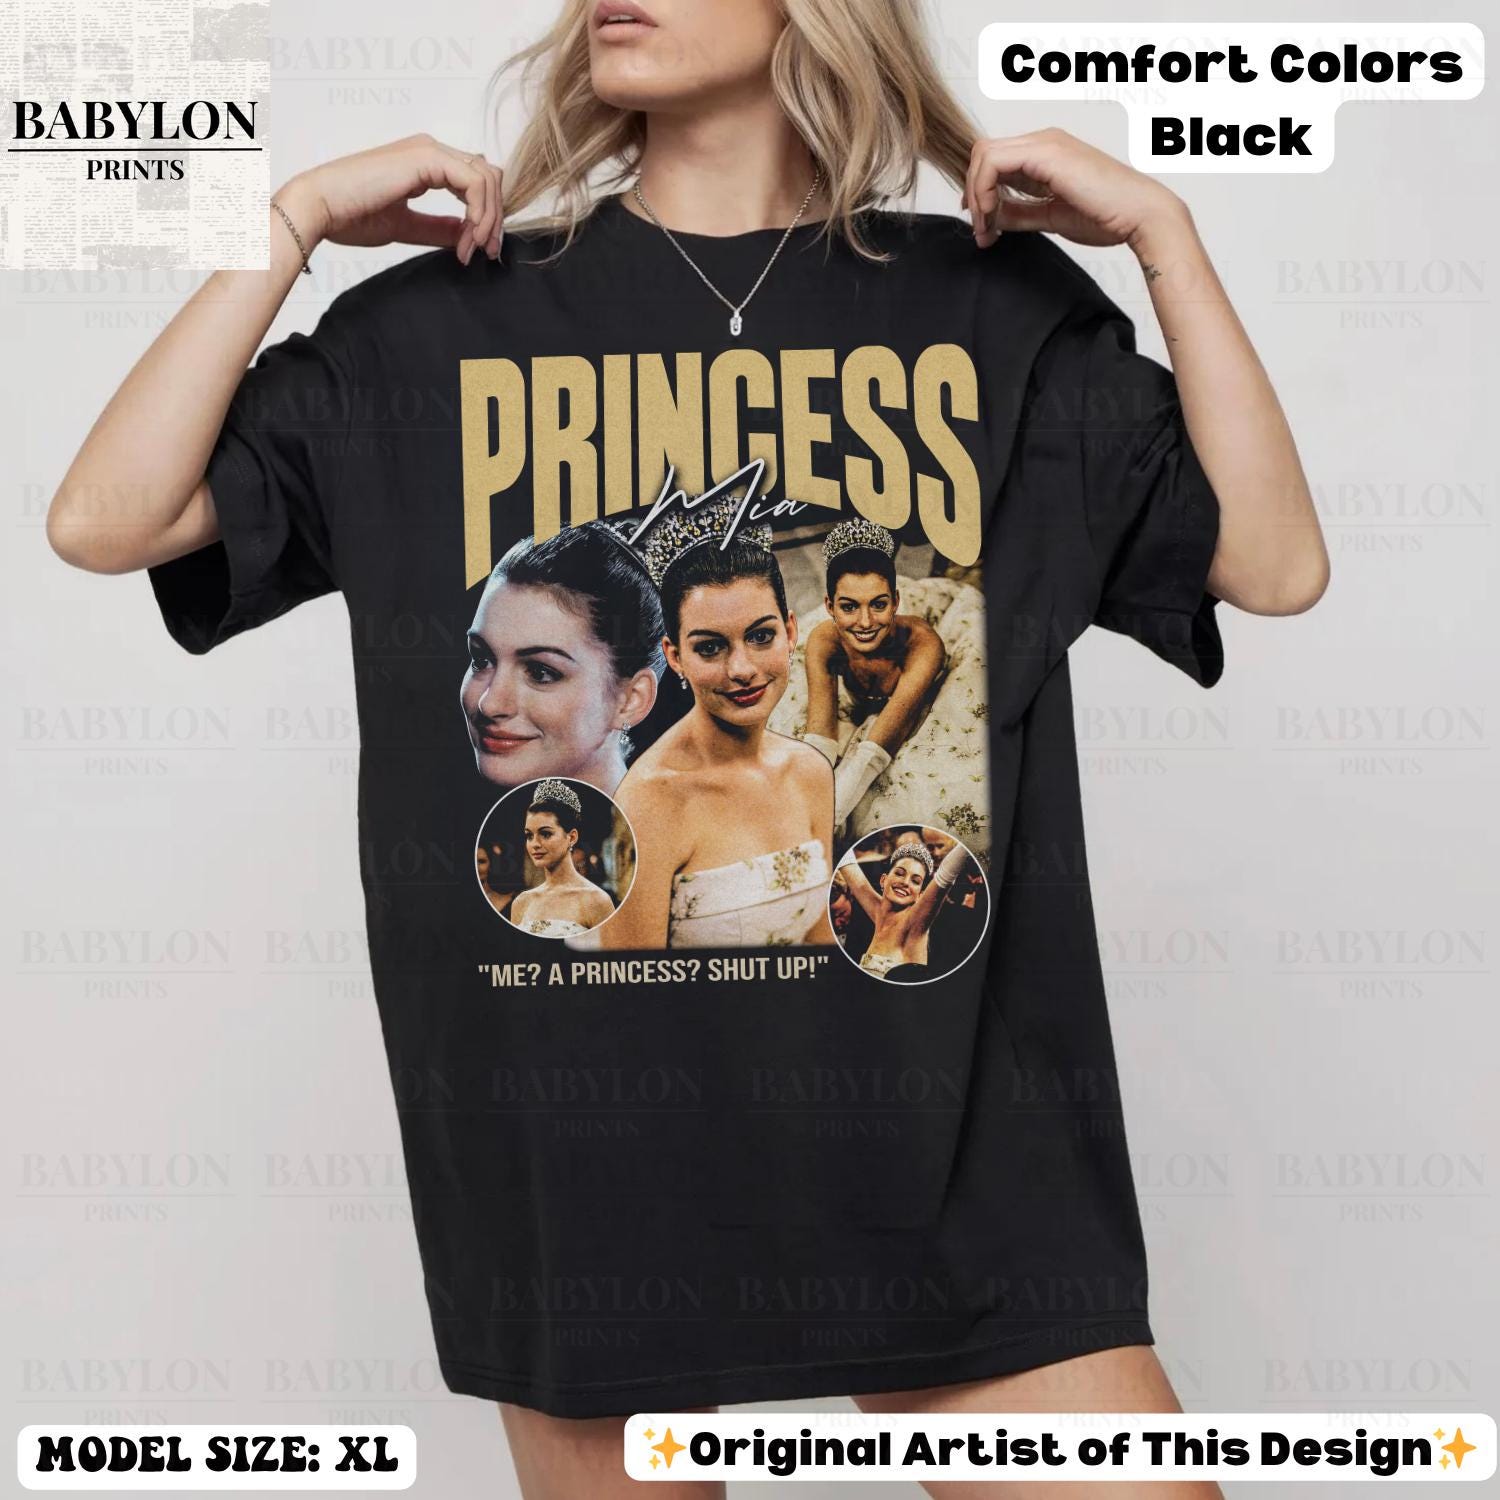 BABYLON
PRINTS
Comfort Colors
Black
PRINCESS
Mia
"ME? A PRINCESS? SHUT UP!"
MODEL SIZE: XL
✨Original Artist of This Design✨